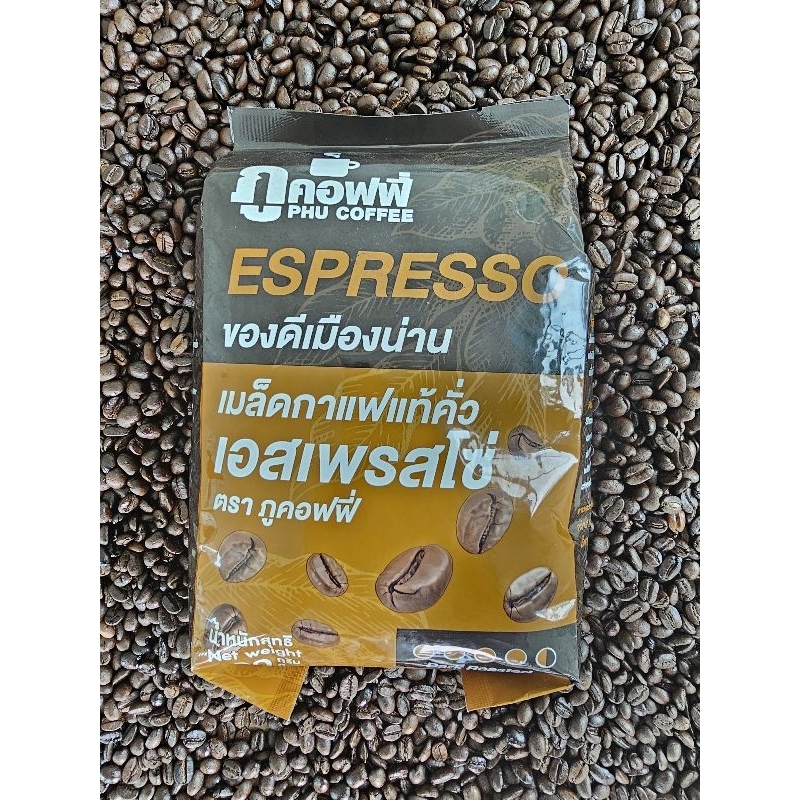 ภูคอฟฟี่
PHU COFFEE
ESPRESSO
ของดีเมืองน่าน
เมล็ดกาแฟแท้คั่ว
เอสเพรสโซ่
ตรา ภูคอฟฟี่
น้ำหนักสุทธิ
Net weight
กรัม